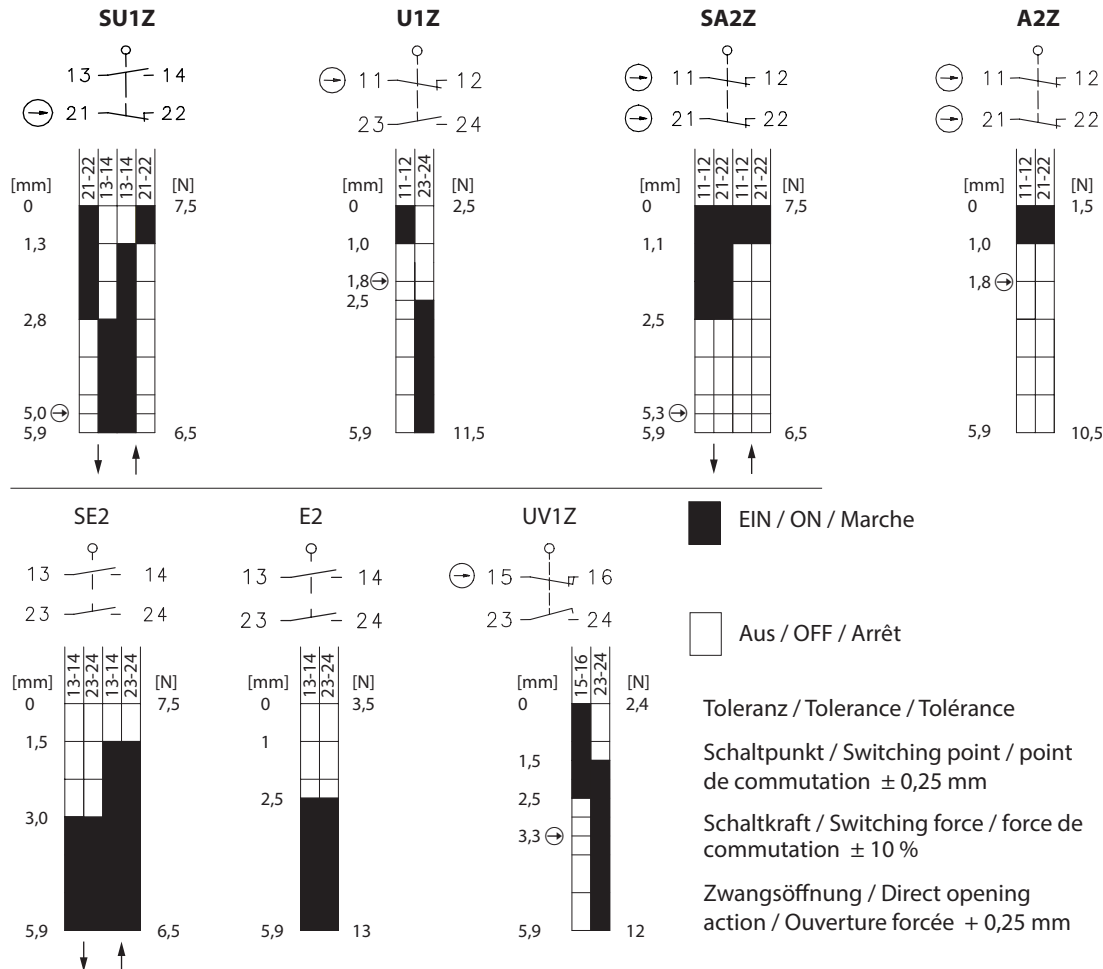 SU1Z U1Z SA2Z A2Z
13 14 11 12 11 12 11 12
21 22 23 24 21 22 21 22
21-22 13-14 13-14 21-22 11-12 23-24 11-12 21-22 11-12 21-22 11-12 21-22
[mm] [N] [mm] [N] [mm] [N] [mm] [N]
0 7,5 0 2,5 0 7,5 0 1,5
1,3 1,0 1,1 1,0
1,8 1,8
2,5
2,8 2,5
5,0 5,3
5,9 6,5 5,9 11,5 5,9 6,5 5,9 10,5
SE2 E2 UV1Z
13 14 13 14 15 16
23 24 23 24 23 24
13-14 23-24 13-14 23-24 13-14 23-24 15-16 23-24
[mm] [N] [mm] [N] [mm] [N]
0 7,5 0 3,5 0 2,4
1,5 1 1,5
2,5 2,5
3,0 3,3
5,9 6,5 5,9 13 5,9 12
EIN / ON / Marche
Aus / OFF / Arrêt
Toleranz / Tolerance / Tolérance
Schaltpunkt / Switching point / point
de commutation ± 0,25 mm
Schaltkraft / Switching force / force de
commutation ± 10 %
Zwangsöffnung / Direct opening
action / Ouverture forcée + 0,25 mm